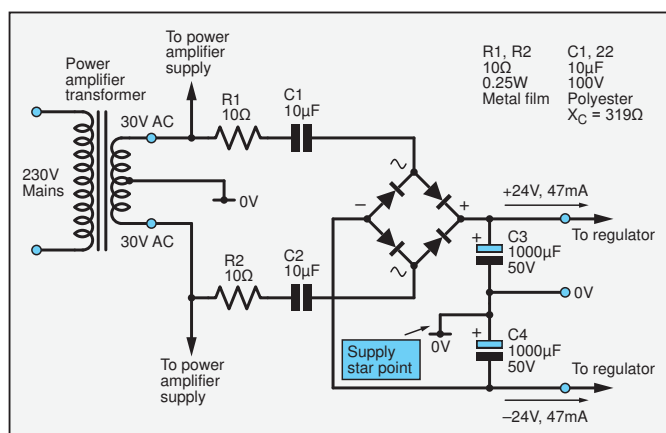 To power
amplifier
supply
Power
amplifier
transformer
30V AC
230V
Mains
30V AC
0V
R1
10Ω
C1
10µF
R1, R2
10Ω
0.25W
Metal film
C1, 22
10µF
100V
Polyester
XC = 319Ω
R2
10Ω
C2
10µF
To power
amplifier
supply
~
–
+
~
+24V, 47mA
To regulator
+
C3
1000µF
50V
0V
0V
Supply
star point
+
C4
1000µF
50V
To regulator
–24V, 47mA